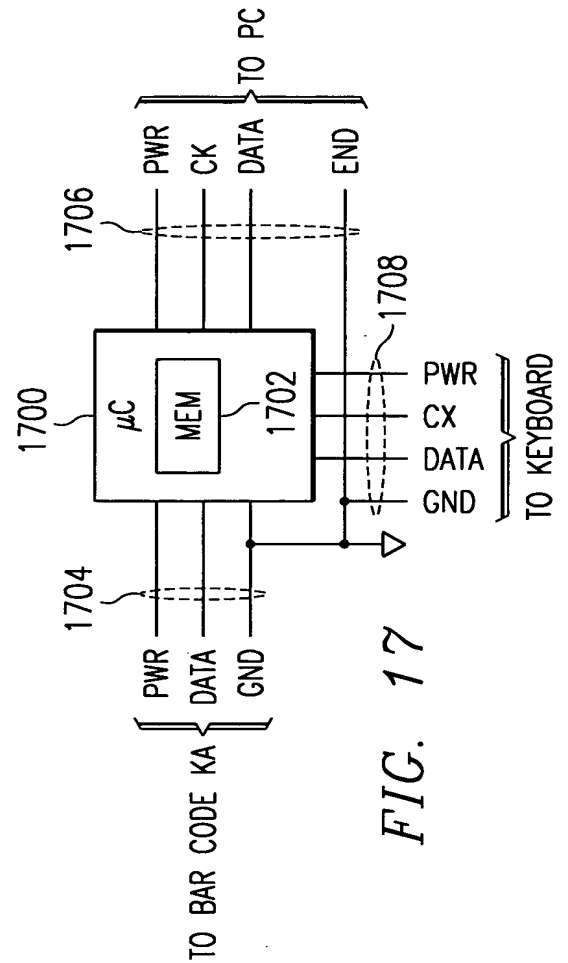 1700
μC
MEM
1702
1704
PWR
DATA
GND
TO BAR CODE KA
1706
PWR
CK
DATA
END
TO PC
1708
PWR
CX
DATA
GND
TO KEYBOARD
FIG. 17